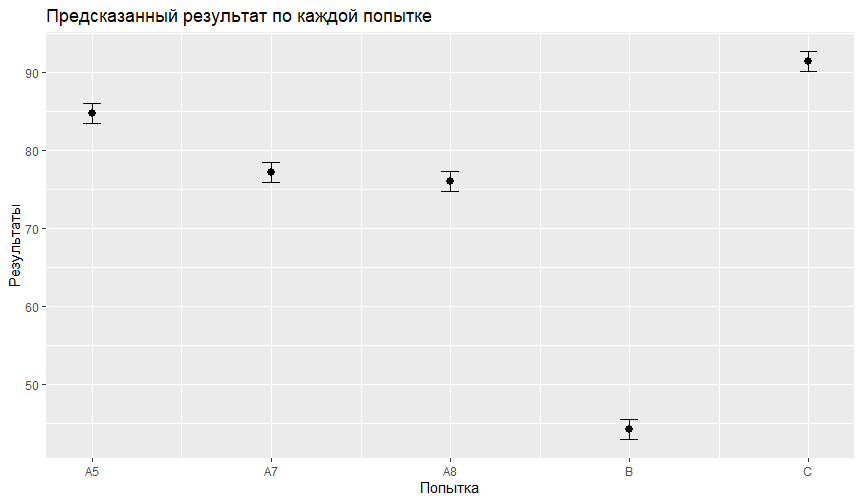 Предсказанный результат по каждой попытке
90
80
70
60
50
Результаты
A5 A7 A8 B C
Попытка